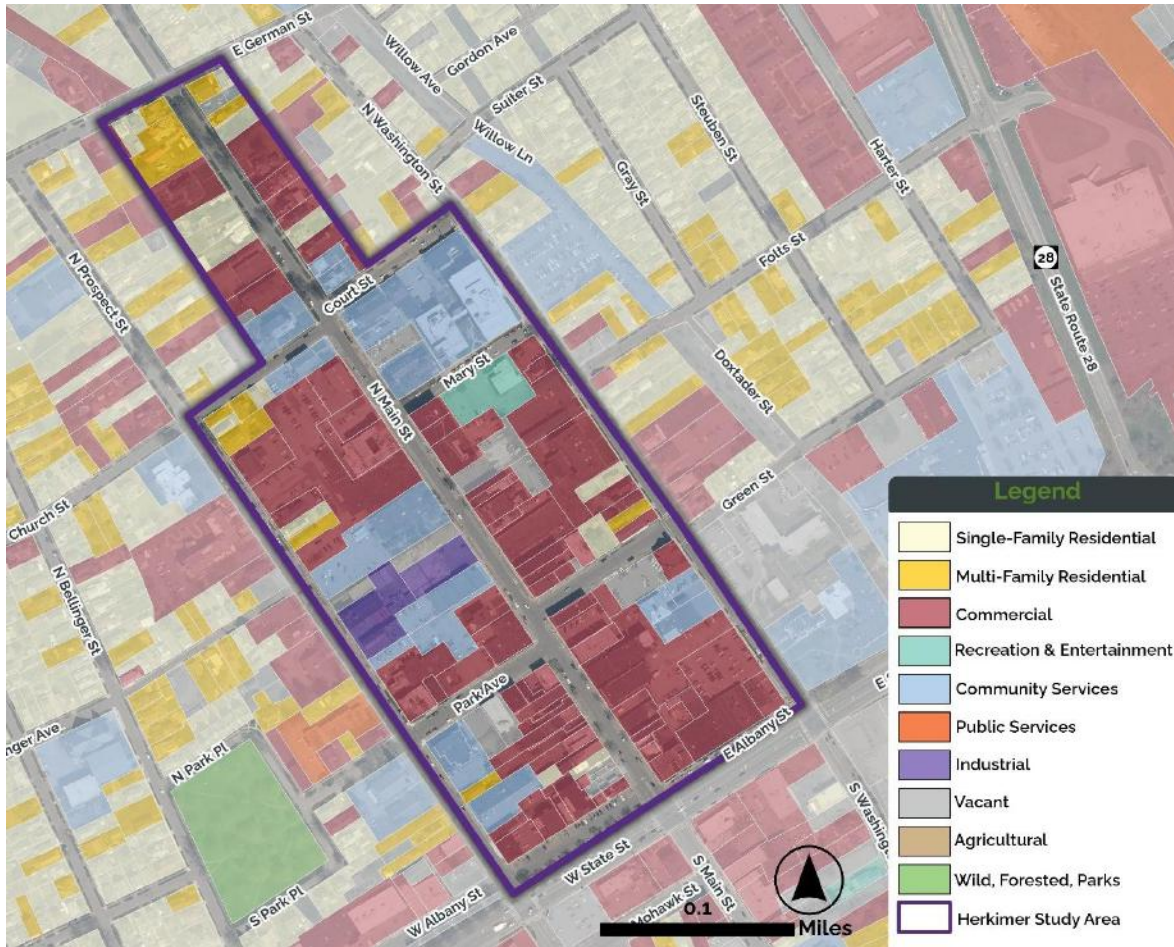 E German St
Willow Ave
Gordon Ave
Suiter St
N Washington St
Willow Ln
Steuben St
Gray St
Harter St
Folts St
28
State Route 28
N Prospect St
Court St
Mary St
N Main St
Doxtader St
Green St
Church St
N Bellinger St
Park Ave
E Albany St
N Park Pl
S Park Pl
W State St
W Albany St
S Main St
Mohawk St
0.1
Miles
Legend
Single-Family Residential
Multi-Family Residential
Commercial
Recreation & Entertainment
Community Services
Public Services
Industrial
Vacant
Agricultural
Wild, Forested, Parks
Herkimer Study Area